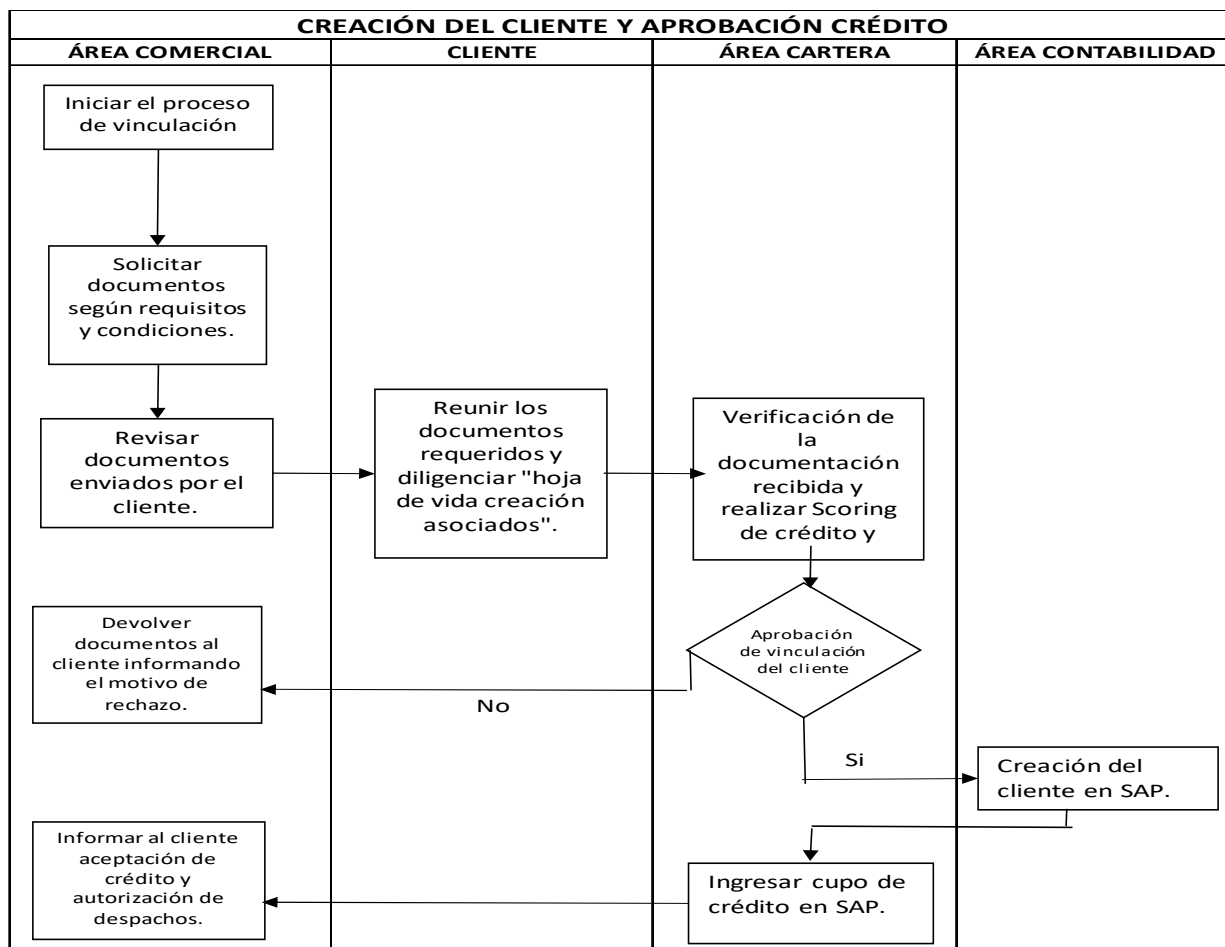 CREACIÓN DEL CLIENTE Y APROBACIÓN CRÉDITO
ÁREA COMERCIAL
CLIENTE
ÁREA CARTERA
ÁREA CONTABILIDAD
Iniciar el proceso
de vinculación
Solicitar
documentos
según requisitos
y condiciones.
Revisar
documentos
enviados por el
cliente.
Reunir los
documentos
requeridos y
diligenciar "hoja
de vida creación
asociados".
Verificación de
la
documentación
recibida y
realizar Scoring
de crédito y
Aprobación
de vinculación
del cliente
No
Devolver
documentos al
cliente informando
el motivo de
rechazo.
Si
Creación del
cliente en SAP.
Ingresar cupo de
crédito en SAP.
Informar al cliente
aceptación de
crédito y
autorización de
despachos.